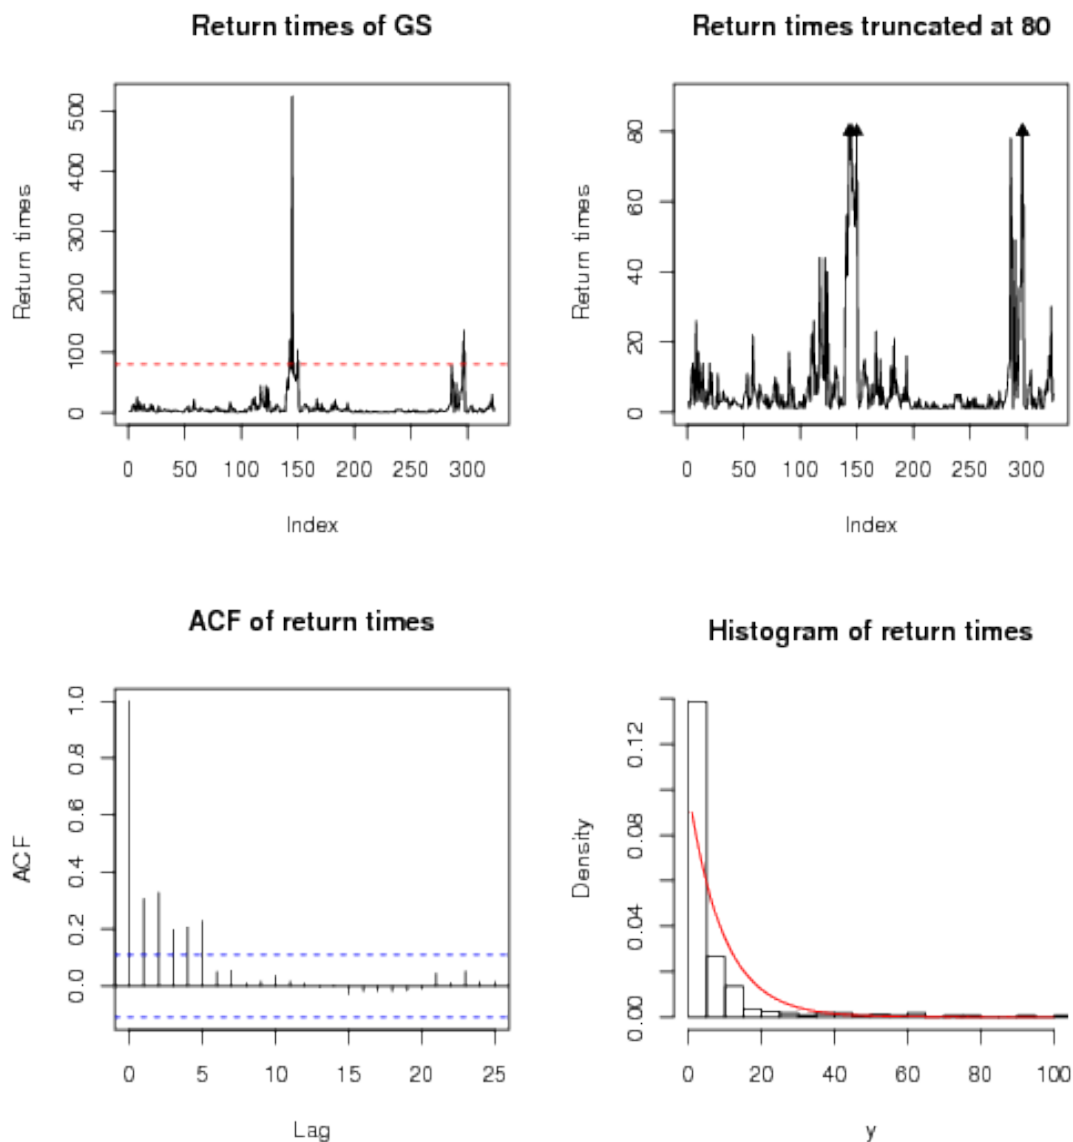 Return times of GS
Return times
0
100
200
300
400
500
0 50 100 150 200 250 300
Index
Return times truncated at 80
Return times
0
20
40
60
80
0 50 100 150 200 250 300
Index
ACF of return times
ACF
0.0
0.2
0.4
0.6
0.8
1.0
0 5 10 15 20 25
Lag
Histogram of return times
Density
0.00
0.04
0.08
0.12
0 20 40 60 80 100
y